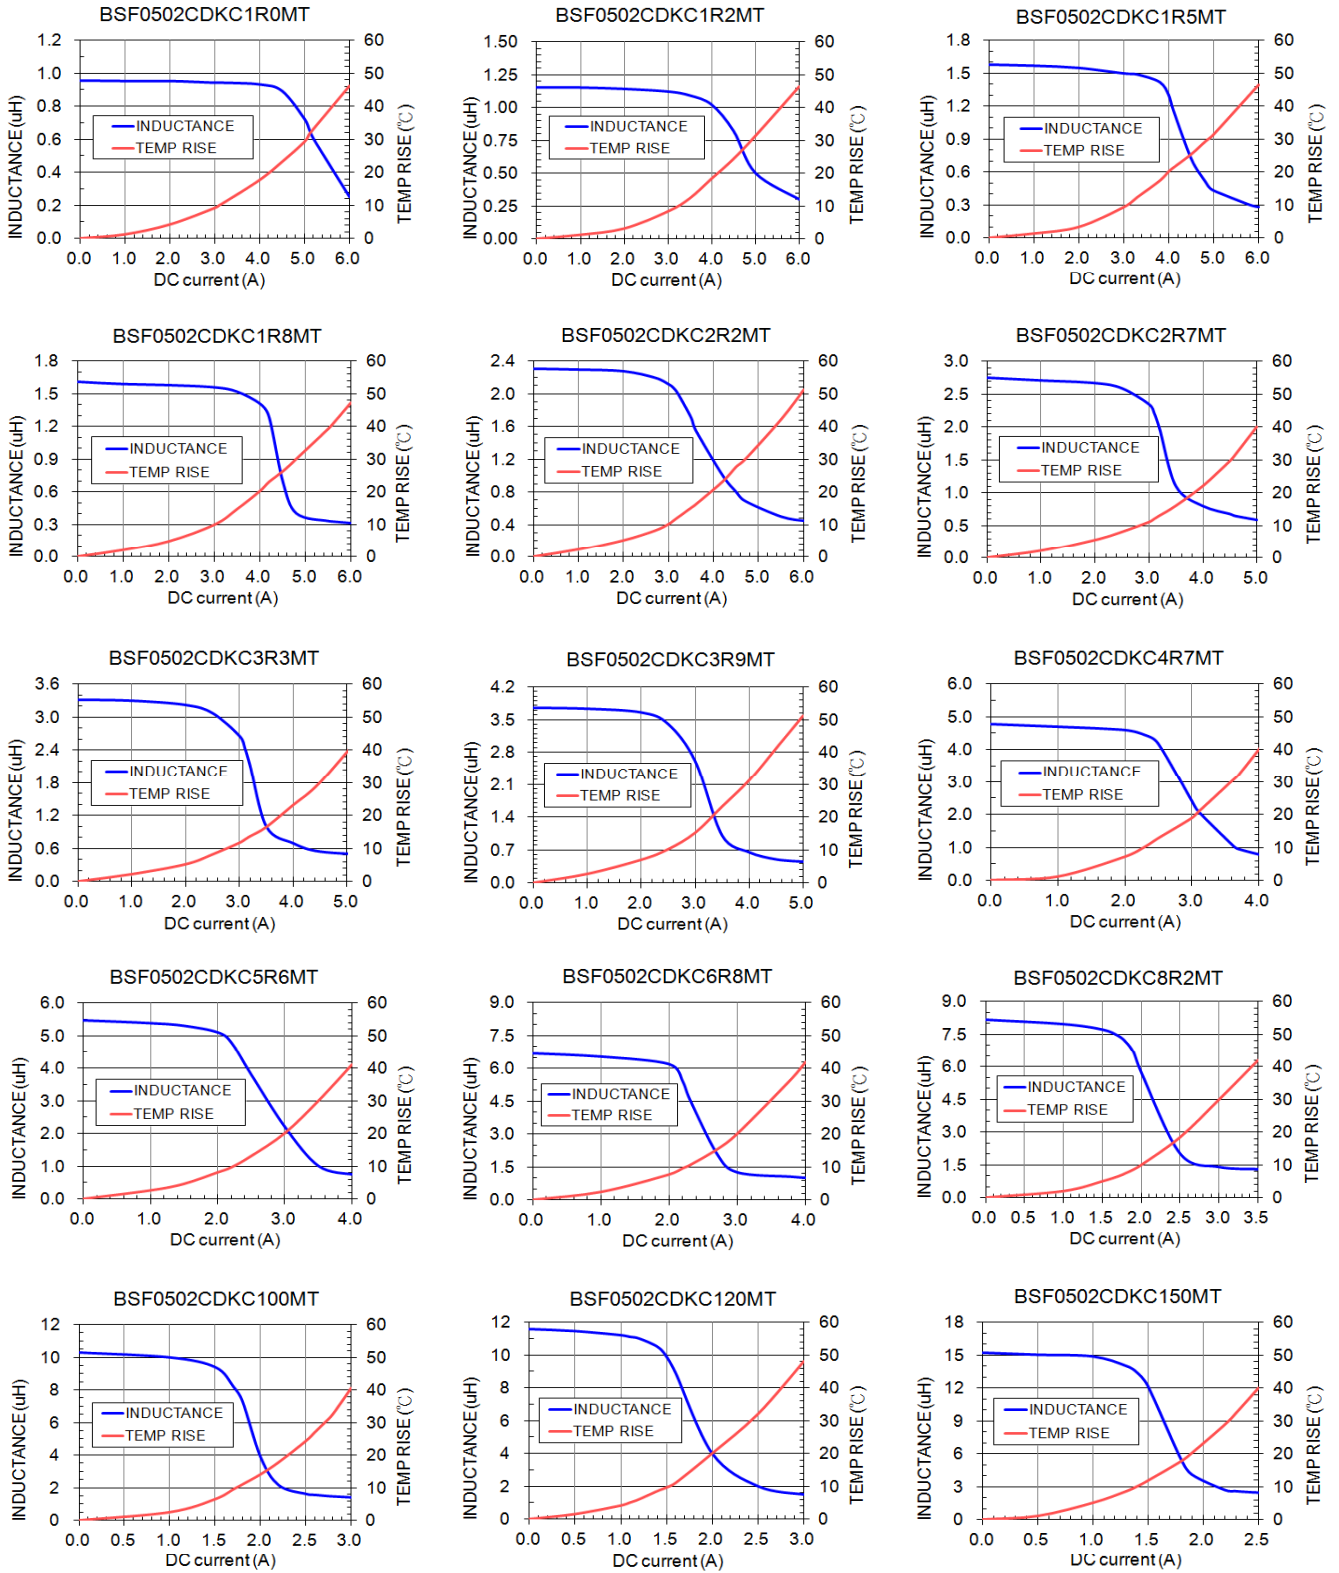 BSF0502CDKC1R0MT
INDUCTANCE (uH)
1.2
1.0
0.8
0.6
0.4
0.2
0.0
INDUCTANCE
TEMP RISE
60
50
40
30
20
10
0
TEMP RISE (℃)
0.0 1.0 2.0 3.0 4.0 5.0 6.0
DC current (A)
BSF0502CDKC1R2MT
INDUCTANCE (uH)
1.50
1.25
1.00
0.75
0.50
0.25
0.00
INDUCTANCE
TEMP RISE
60
50
40
30
20
10
0
TEMP RISE (℃)
0.0 1.0 2.0 3.0 4.0 5.0 6.0
DC current (A)
BSF0502CDKC1R5MT
INDUCTANCE (uH)
1.8
1.5
1.2
0.9
0.6
0.3
0.0
INDUCTANCE
TEMP RISE
60
50
40
30
20
10
0
TEMP RISE (℃)
0.0 1.0 2.0 3.0 4.0 5.0 6.0
DC current (A)
BSF0502CDKC1R8MT
INDUCTANCE (uH)
1.8
1.5
1.2
0.9
0.6
0.3
0.0
INDUCTANCE
TEMP RISE
60
50
40
30
20
10
0
TEMP RISE (℃)
0.0 1.0 2.0 3.0 4.0 5.0 6.0
DC current (A)
BSF0502CDKC2R2MT
INDUCTANCE (uH)
2.4
2.0
1.6
1.2
0.8
0.4
0.0
INDUCTANCE
TEMP RISE
60
50
40
30
20
10
0
TEMP RISE (℃)
0.0 1.0 2.0 3.0 4.0 5.0 6.0
DC current (A)
BSF0502CDKC2R7MT
INDUCTANCE (uH)
3.0
2.5
2.0
1.5
1.0
0.5
0.0
INDUCTANCE
TEMP RISE
60
50
40
30
20
10
0
TEMP RISE (℃)
0.0 1.0 2.0 3.0 4.0 5.0
DC current (A)
BSF0502CDKC3R3MT
INDUCTANCE (uH)
3.6
3.0
2.4
1.8
1.2
0.6
0.0
INDUCTANCE
TEMP RISE
60
50
40
30
20
10
0
TEMP RISE (℃)
0.0 1.0 2.0 3.0 4.0 5.0
DC current (A)
BSF0502CDKC3R9MT
INDUCTANCE (uH)
4.2
3.5
2.8
2.1
1.4
0.7
0.0
INDUCTANCE
TEMP RISE
60
50
40
30
20
10
0
TEMP RISE (℃)
0.0 1.0 2.0 3.0 4.0 5.0
DC current (A)
BSF0502CDKC4R7MT
INDUCTANCE (uH)
6.0
5.0
4.0
3.0
2.0
1.0
0.0
INDUCTANCE
TEMP RISE
60
50
40
30
20
10
0
TEMP RISE (℃)
0.0 1.0 2.0 3.0 4.0
DC current (A)
BSF0502CDKC5R6MT
INDUCTANCE (uH)
6.0
5.0
4.0
3.0
2.0
1.0
0.0
INDUCTANCE
TEMP RISE
60
50
40
30
20
10
0
TEMP RISE (℃)
0.0 1.0 2.0 3.0 4.0
DC current (A)
BSF0502CDKC6R8MT
INDUCTANCE (uH)
9.0
7.5
6.0
4.5
3.0
1.5
0.0
INDUCTANCE
TEMP RISE
60
50
40
30
20
10
0
TEMP RISE (℃)
0.0 1.0 2.0 3.0 4.0
DC current (A)
BSF0502CDKC8R2MT
INDUCTANCE (uH)
9.0
7.5
6.0
4.5
3.0
1.5
0.0
INDUCTANCE
TEMP RISE
60
50
40
30
20
10
0
TEMP RISE (℃)
0.0 0.5 1.0 1.5 2.0 2.5 3.0 3.5
DC current (A)
BSF0502CDKC100MT
INDUCTANCE (uH)
12
10
8
6
4
2
0
INDUCTANCE
TEMP RISE
60
50
40
30
20
10
0
TEMP RISE (℃)
0.0 0.5 1.0 1.5 2.0 2.5 3.0
DC current (A)
BSF0502CDKC120MT
INDUCTANCE (uH)
12
10
8
6
4
2
0
INDUCTANCE
TEMP RISE
60
50
40
30
20
10
0
TEMP RISE (℃)
0.0 0.5 1.0 1.5 2.0 2.5 3.0
DC current (A)
BSF0502CDKC150MT
INDUCTANCE (uH)
18
15
12
9
6
3
0
INDUCTANCE
TEMP RISE
60
50
40
30
20
10
0
TEMP RISE (℃)
0.0 0.5 1.0 1.5 2.0 2.5
DC current (A)